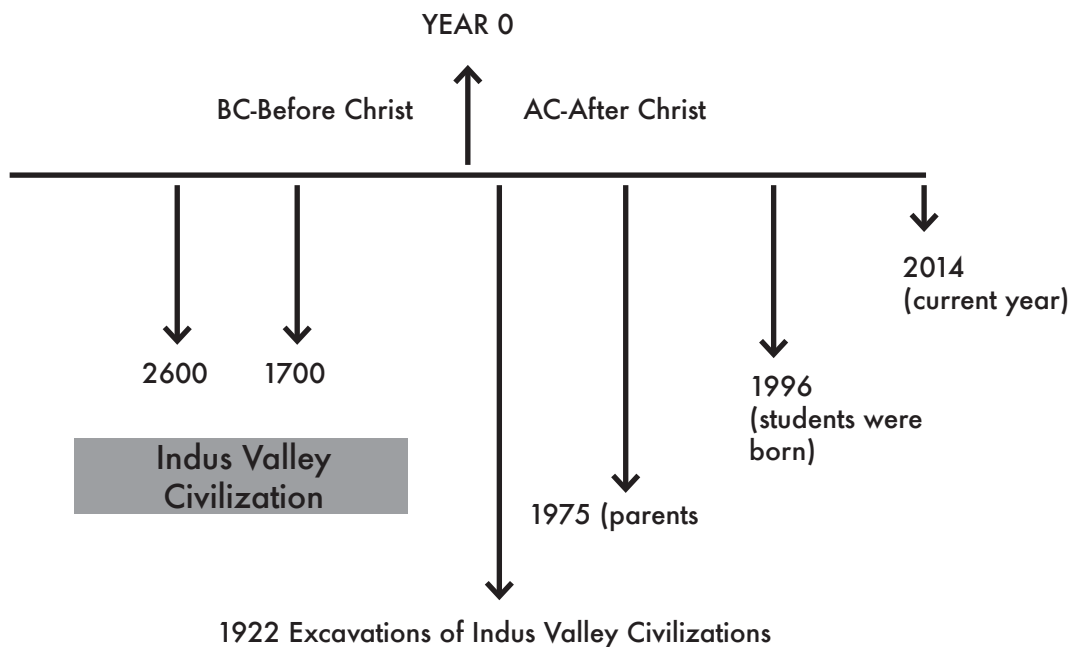 YEAR 0
BC-Before Christ
AC-After Christ
2014
(current year)
2600
1700
1996
(students were
born)
Indus Valley
Civilization
1975 (parents
1922 Excavations of Indus Valley Civilizations